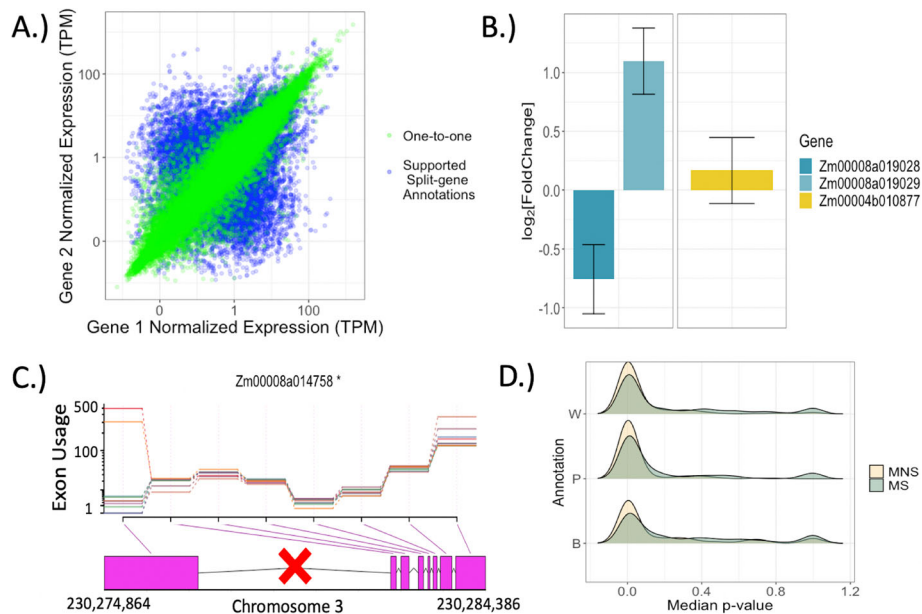 A.)
Gene 2 Normalized Expression (TPM)
100
1
0
0
1
100
Gene 1 Normalized Expression (TPM)
One-to-one
Supported
Split-gene
Annotations
B.)
log2[FoldChange]
1.0
0.5
0.0
-0.5
-1.0
Gene
Zm00008a019028
Zm00008a019029
Zm00004b010877
C.)
Zm00008a014758 *
Exon Usage
500
100
1
230,274,864
Chromosome 3
230,284,386
D.)
Annotation
W
P
B
0.0
0.4
0.8
1.2
Median p-value
MNS
MS